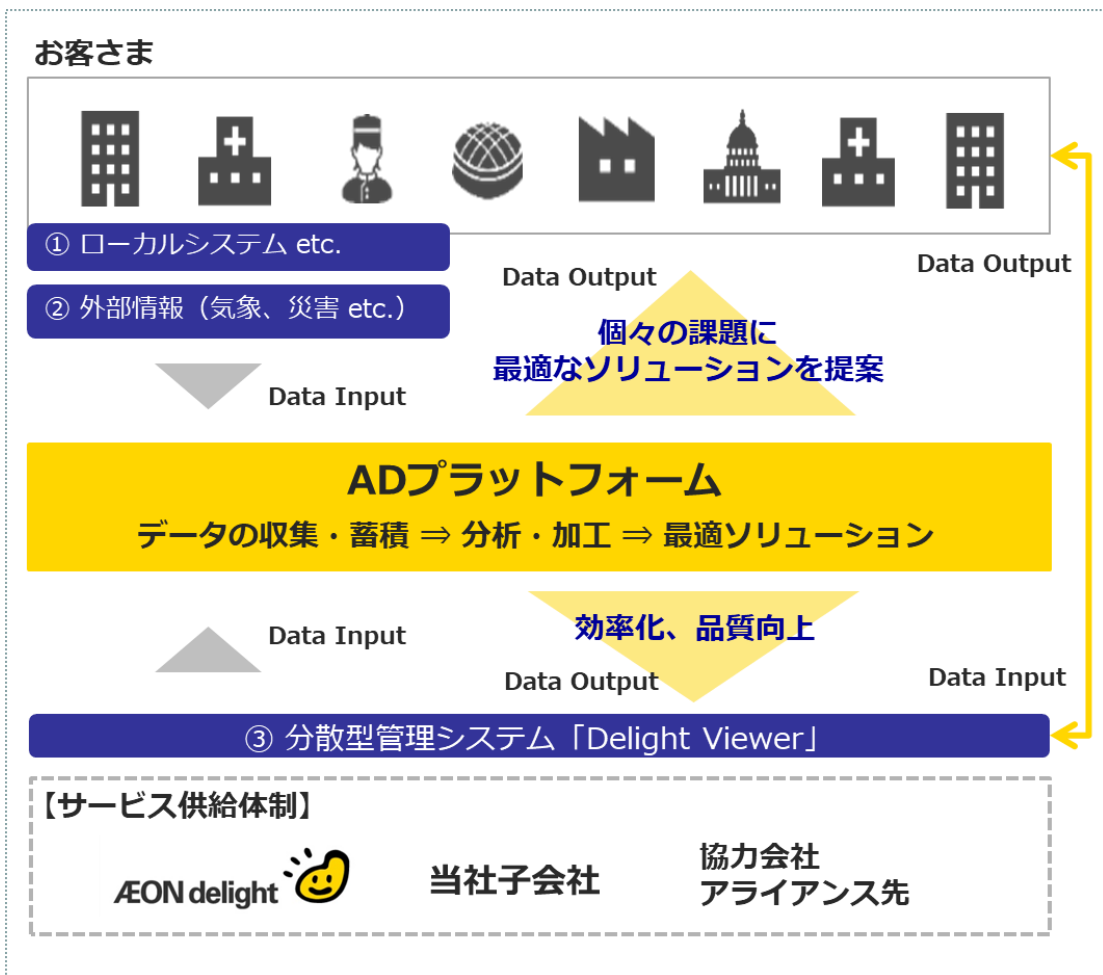 お客さま
① ローカルシステム etc.
② 外部情報（気象、災害 etc.）
Data Output
Data Output
個々の課題に
最適なソリューションを提案
Data Input
ADプラットフォーム
データの収集・蓄積 ⇒ 分析・加工 ⇒ 最適ソリューション
Data Input
効率化、品質向上
Data Output
Data Input
③ 分散型管理システム「Delight Viewer」
【サービス供給体制】
ÆON delight
当社子会社
協力会社
アライアンス先